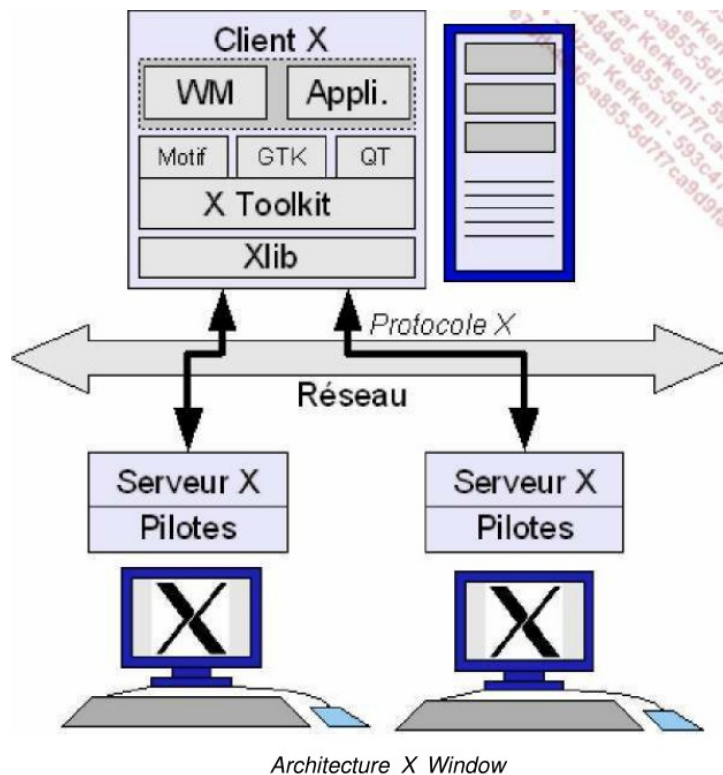 Client X
WM Appli.
Motif GTK QT
X Toolkit
Xlib
Protocole X
Réseau
Serveur X Serveur X
Pilotes Pilotes
X X
Architecture X Window